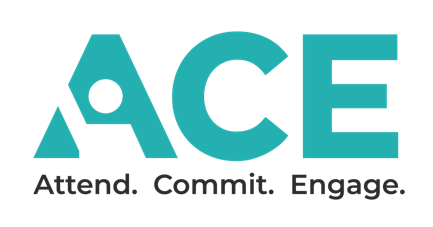 ACE
Attend. Commit. Engage.